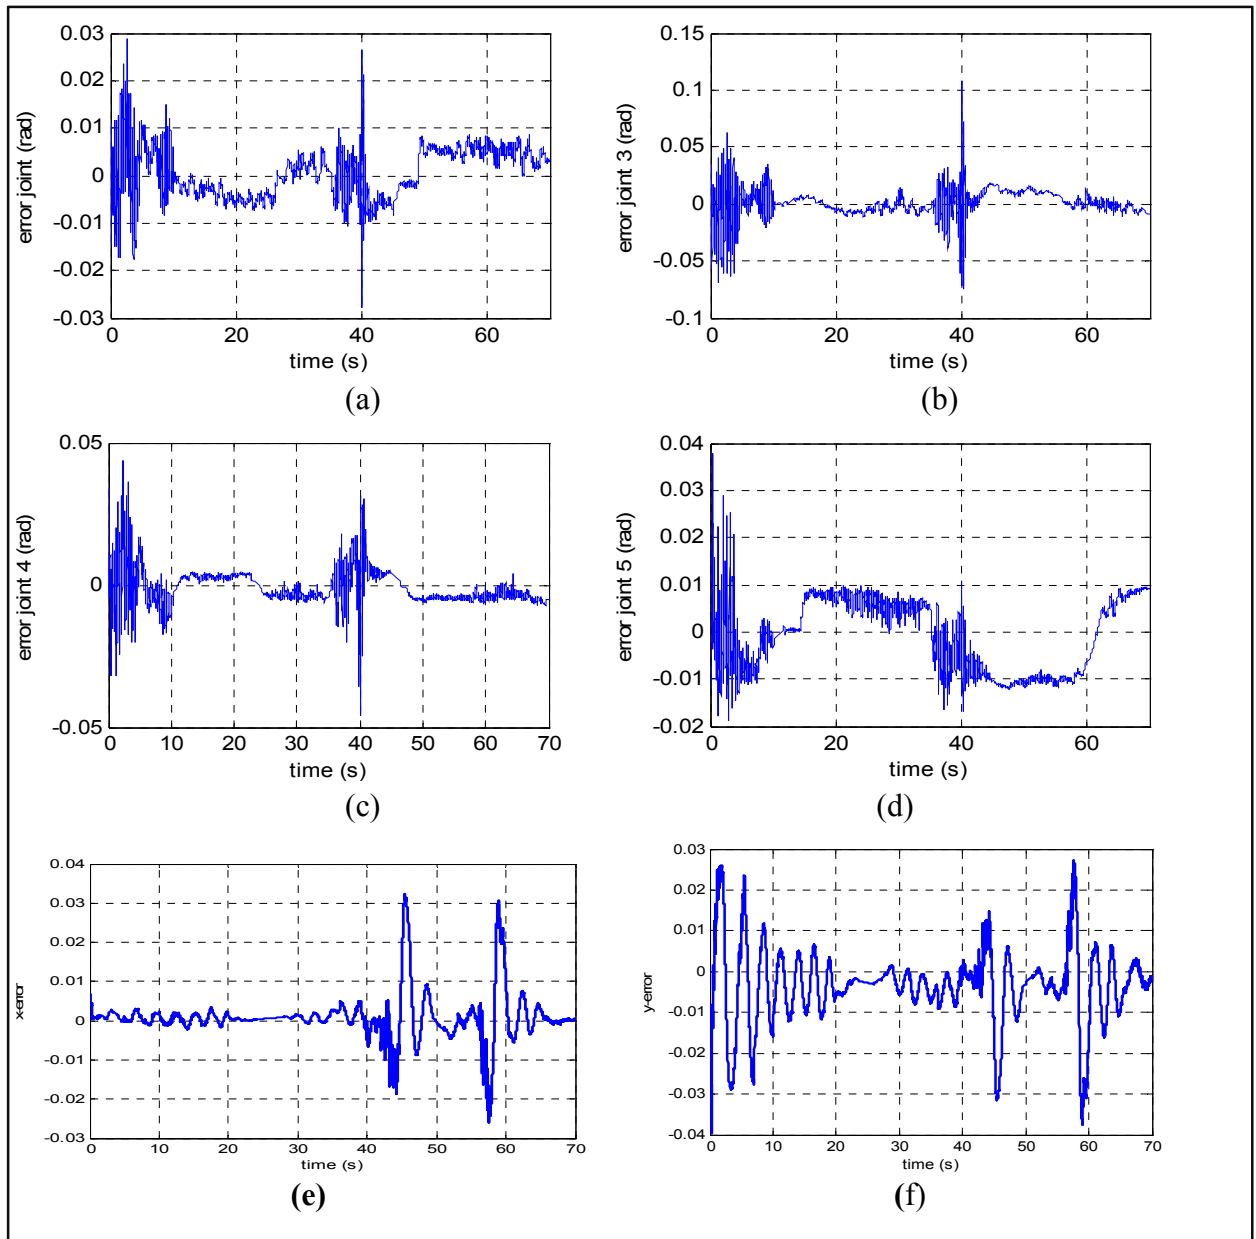 0.03
0.02
0.01
0
-0.01
-0.02
-0.03
error joint (rad)
0 20 40 60
time (s)
(a)
0.15
0.1
0.05
0
-0.05
-0.1
error joint 3 (rad)
0 20 40 60
time (s)
(b)
0.05
0
-0.05
error joint 4 (rad)
0 10 20 30 40 50 60 70
time (s)
(c)
0.04
0.03
0.02
0.01
0
-0.01
-0.02
error joint 5 (rad)
0 20 40 60
time (s)
(d)
0.04
0.03
0.02
0.01
0
-0.01
-0.02
-0.03
x-error
0 10 20 30 40 50 60 70
time (s)
(e)
0.03
0.02
0.01
0
-0.01
-0.02
-0.03
-0.04
y-error
0 10 20 30 40 50 60 70
time (s)
(f)